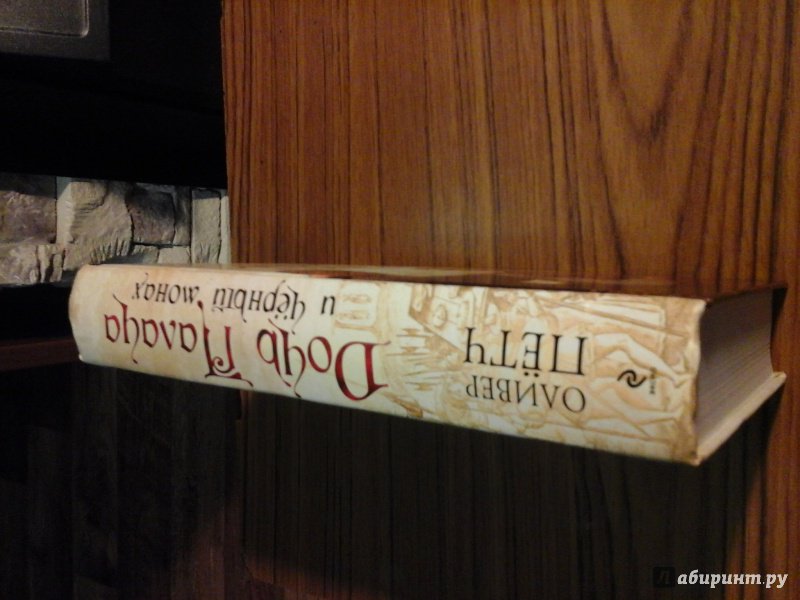 ОЛИВЕР
ПЁТЧ
Дочь Палача
и Чёрный монах
Лабиринт.ру